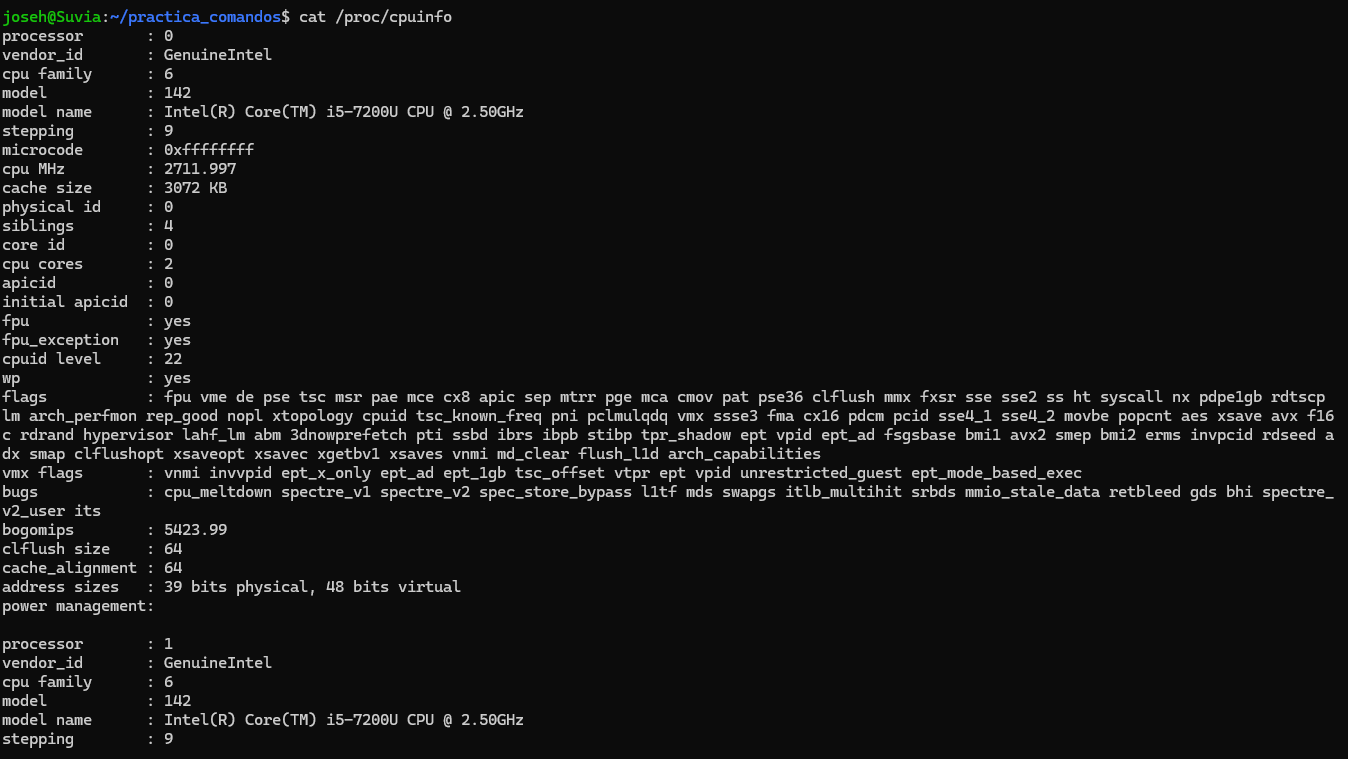 joseh@Suvia:~/practica_comandos$ cat /proc/cpuinfo
processor       : 0
vendor_id       : GenuineIntel
cpu family      : 6
model           : 142
model name      : Intel(R) Core(TM) i5-7200U CPU @ 2.50GHz
stepping        : 9
microcode       : 0xffffffff
cpu MHz         : 2711.997
cache size      : 3072 KB
physical id     : 0
siblings        : 4
core id         : 0
cpu cores       : 2
apicid          : 0
initial apicid  : 0
fpu             : yes
fpu_exception   : yes
cpuid level     : 22
wp              : yes
flags           : fpu vme de pse tsc msr pae mce cx8 apic sep mtrr pge mca cmov pat pse36 clflush mmx fxsr sse sse2 ss ht syscall nx pdpe1gb rdtscp
lm arch_perfmon rep_good nopl xtopology cpuid tsc_known_freq pni pclmulqdq vmx ssse3 fma cx16 pdcm pcid sse4_1 sse4_2 movbe popcnt aes xsave avx f16
c rdrand hypervisor lahf_lm abm 3dnowprefetch pti ssbd ibrs ibpb stibp tpr_shadow ept vpid ept_ad fsgsbase bmi1 avx2 smep bmi2 erms invpcid rdseed a
dx smap clflushopt xsaveopt xsavec xgetbv1 xsaves vnmi md_clear flush_l1d arch_capabilities
vmx flags       : vnmi invvpid ept_x_only ept_ad ept_1gb tsc_offset vtpr ept vpid unrestricted_guest ept_mode_based_exec
bugs            : cpu_meltdown spectre_v1 spectre_v2 spec_store_bypass l1tf mds swapgs itlb_multihit srbds mmio_stale_data retbleed gds bhi spectre_
v2_user its
bogomips        : 5423.99
clflush size    : 64
cache_alignment : 64
address sizes   : 39 bits physical, 48 bits virtual
power management:

processor       : 1
vendor_id       : GenuineIntel
cpu family      : 6
model           : 142
model name      : Intel(R) Core(TM) i5-7200U CPU @ 2.50GHz
stepping        : 9